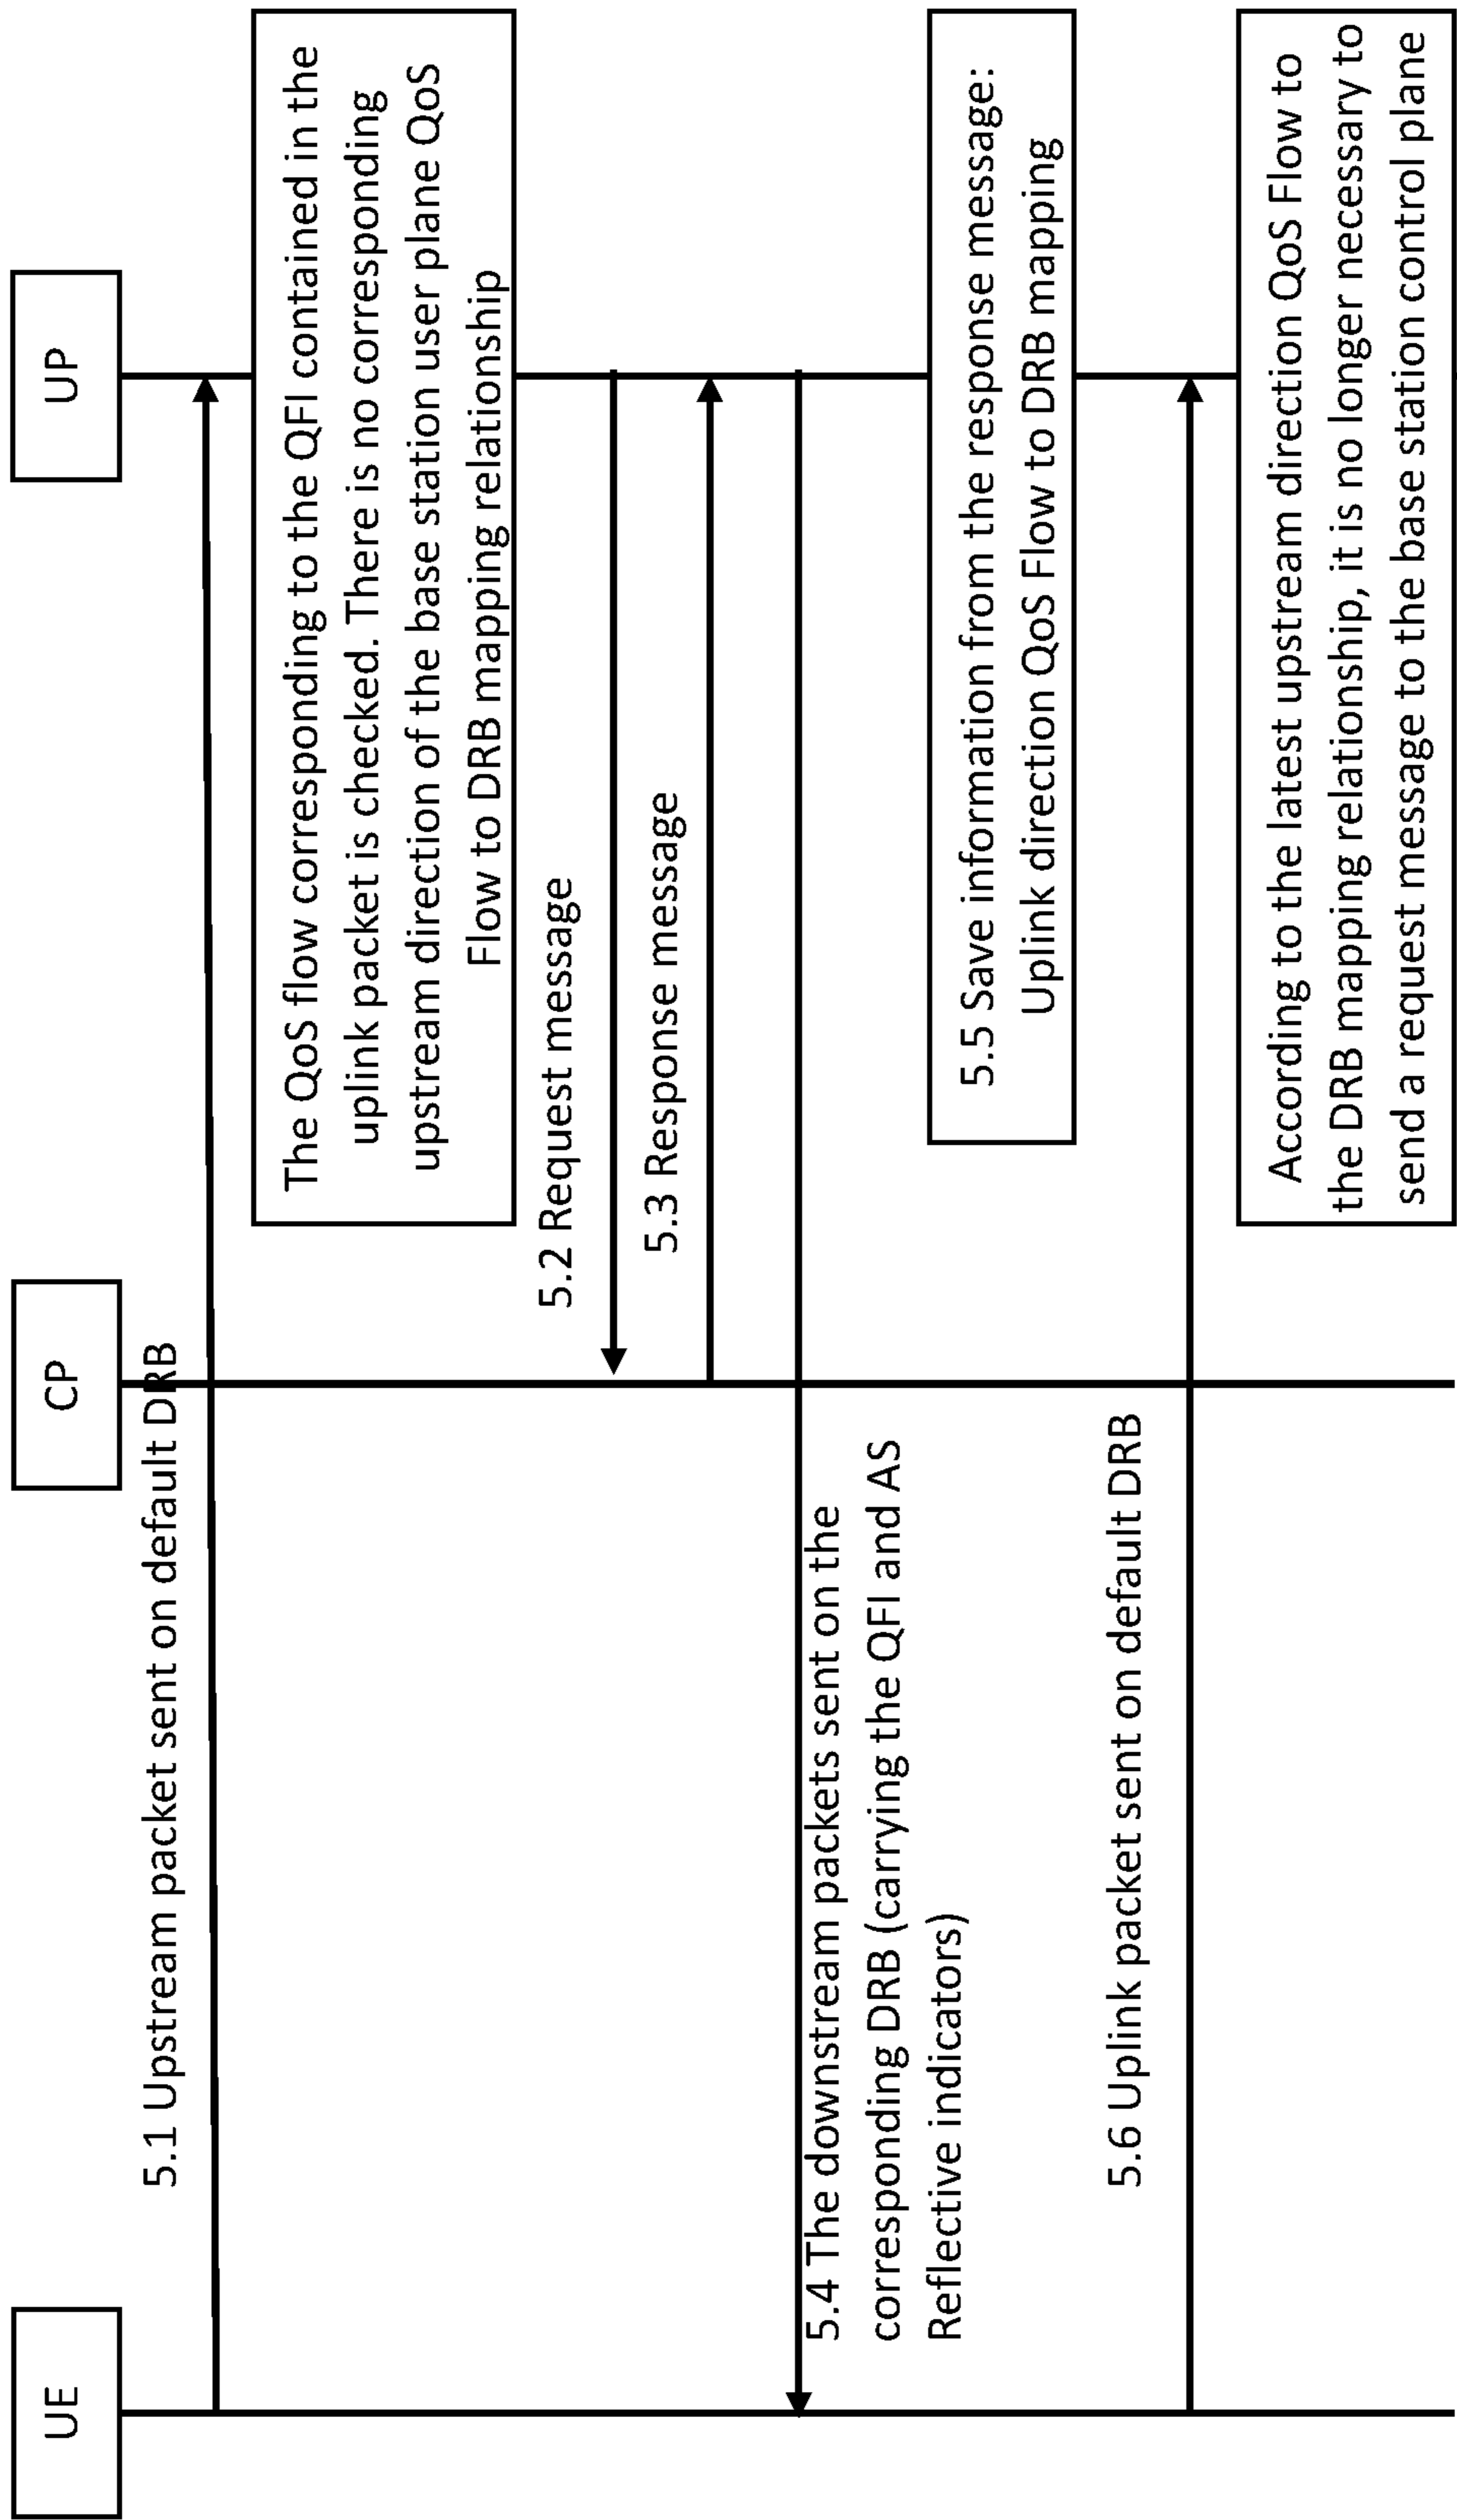 UE
CP
UP
5.1 Upstream packet sent on default DRB
The QoS flow corresponding to the QFI contained in the
uplink packet is checked. There is no corresponding
upstream direction of the base station user plane QoS
Flow to DRB mapping relationship
5.2 Request message
5.3 Response message
5.4 The downstream packets sent on the
corresponding DRB (carrying the QFI and AS
Reflective indicators)
5.5 Save information from the response message:
Uplink direction QoS Flow to DRB mapping
5.6 Uplink packet sent on default DRB
According to the latest upstream direction QoS Flow to
the DRB mapping relationship, it is no longer necessary to
send a request message to the base station control plane